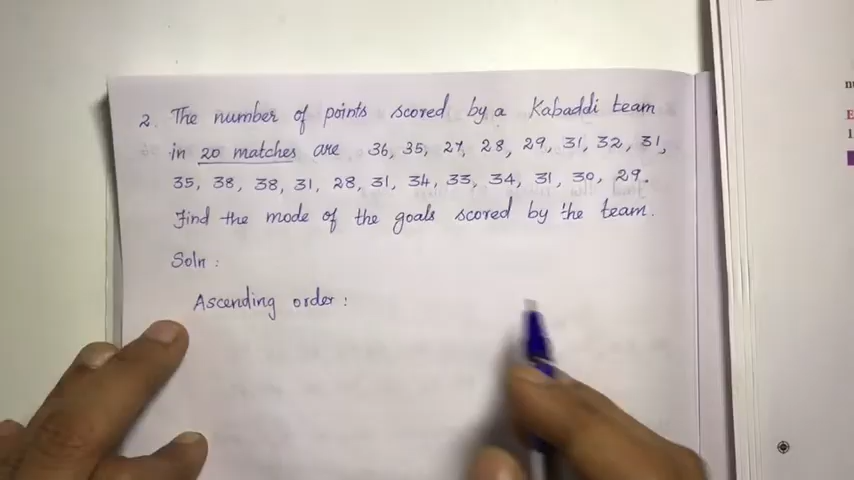 2. The number of points scored by a Kabaddi team
in 20 matches are 36, 35, 27, 28, 29, 31, 32, 31,
35, 38, 38, 31, 28, 31, 34, 33, 34, 31, 30, 29.
Find the mode of the goals scored by the team.
Soln :
Ascending order :